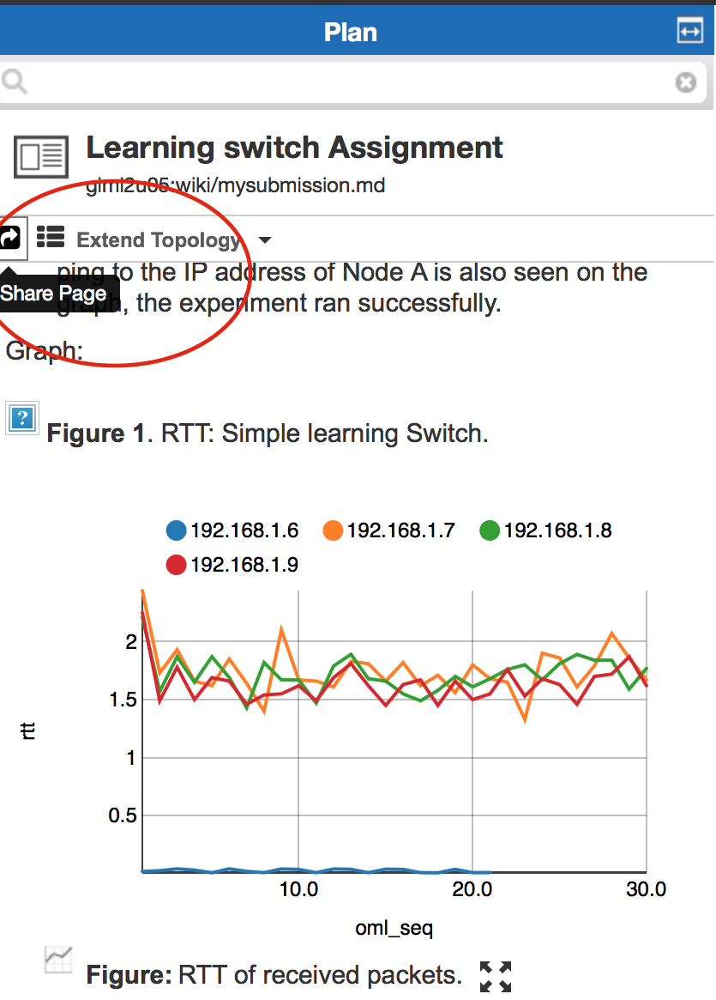 Plan
Learning switch Assignment
gimi2u05:wiki/mysubmission.md
Extend Topology
ping to the IP address of Node A is also seen on the
Share Page
graph, the experiment ran successfully.
Graph:
?
Figure 1. RTT: Simple learning Switch.
192.168.1.6 192.168.1.7 192.168.1.8
192.168.1.9
2
1.5
rtt
1
0.5
10.0 20.0 30.0
oml_seq
Figure: RTT of received packets.